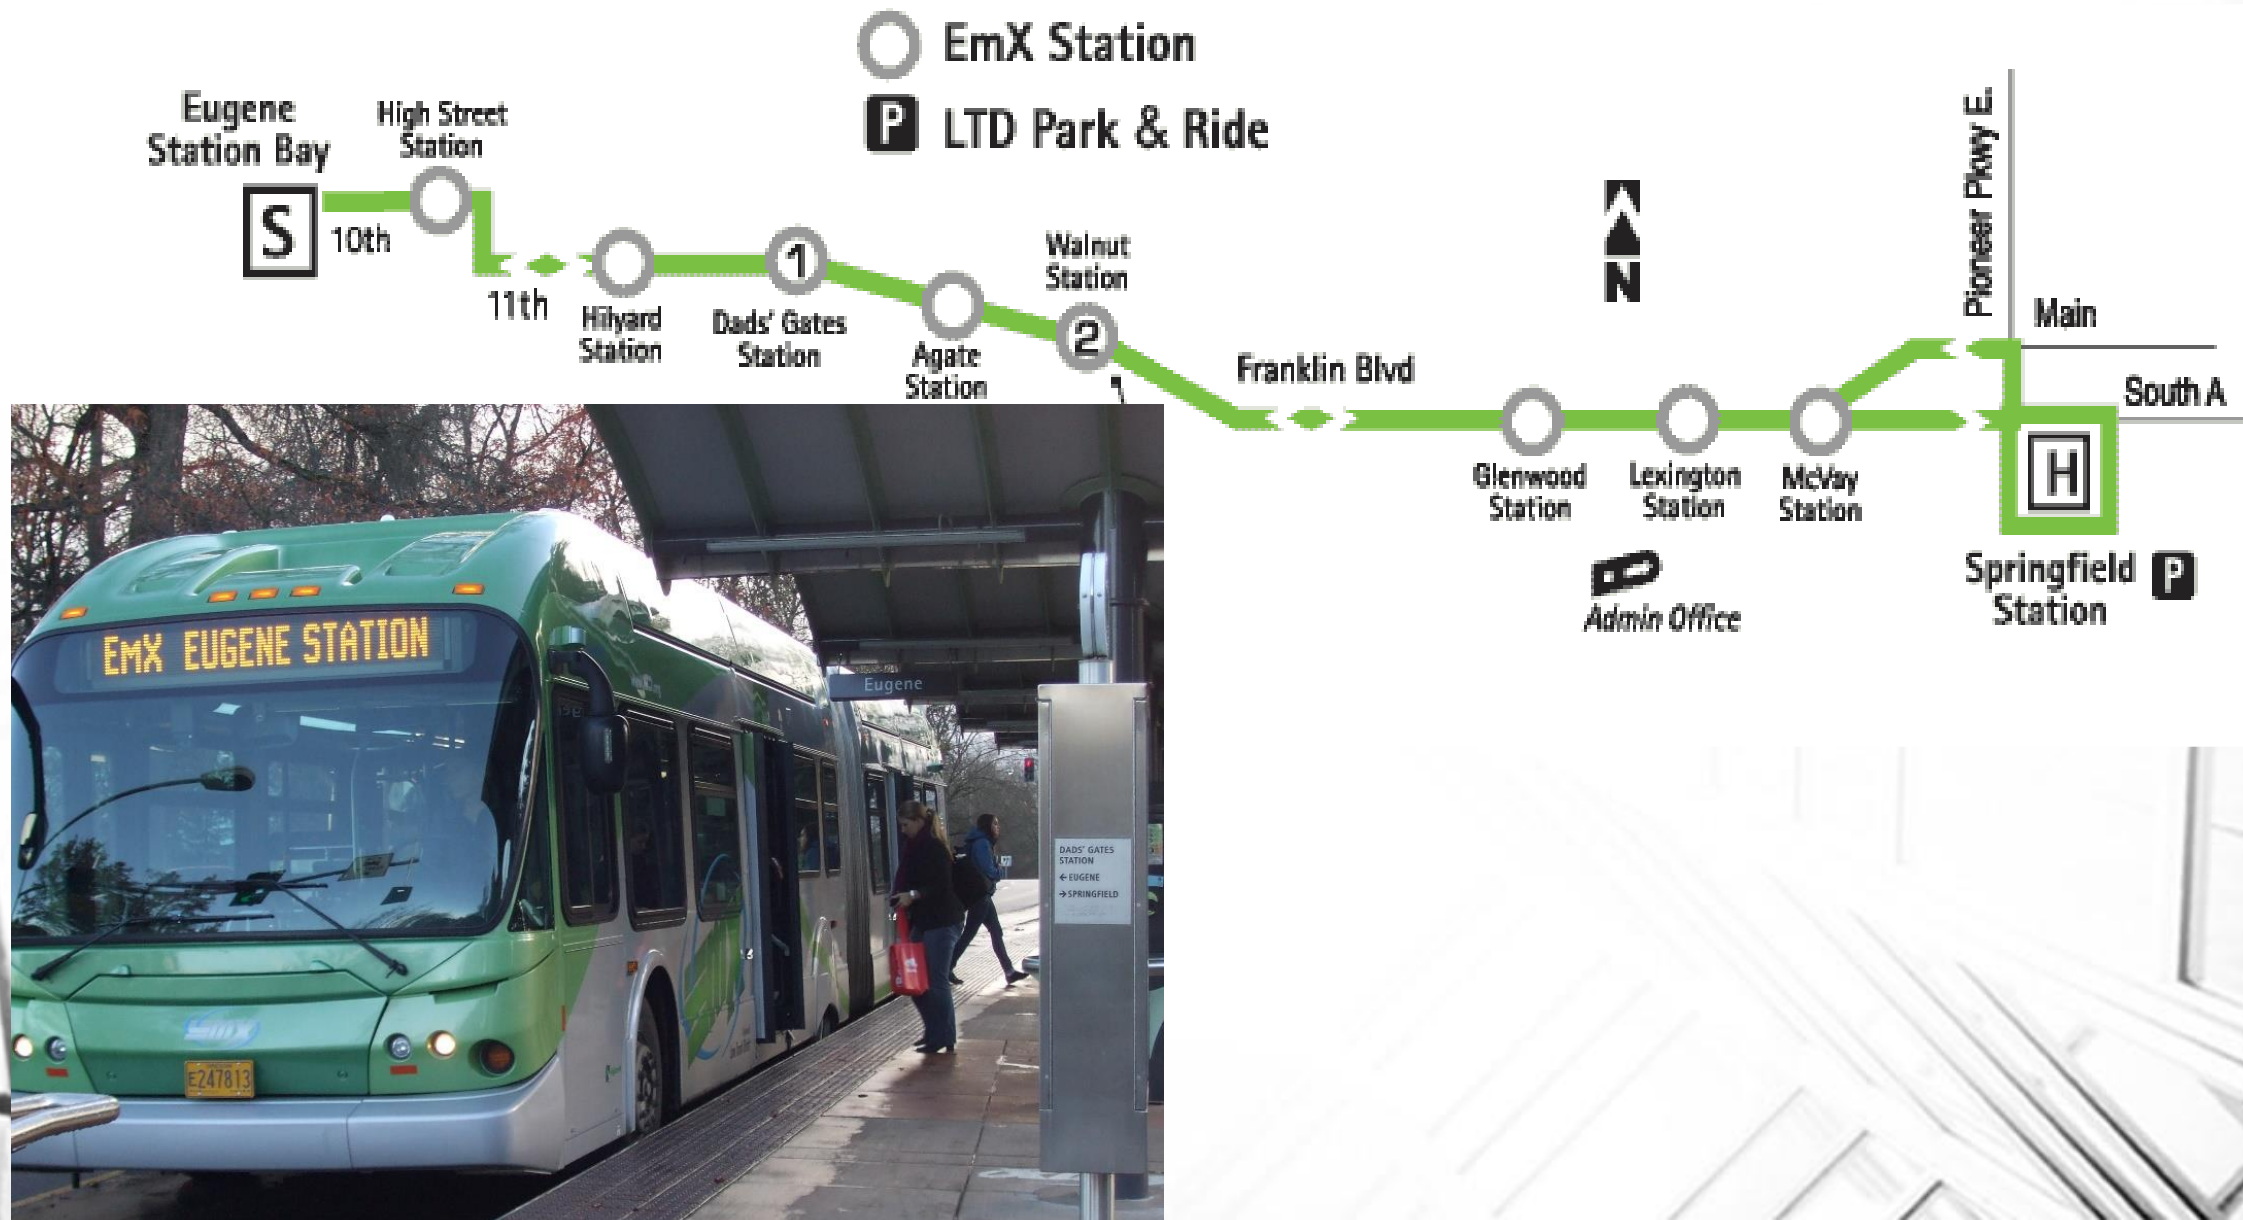 EmX Station
P LTD Park & Ride
Eugene
Station Bay
S
High Street
Station
10th
11th
Hilyard
Station
1
Dads' Gates
Station
Agate
Station
Walnut
Station
2
Franklin Blvd
N
Glenwood
Station
Lexington
Station
McVay
Station
Admin Office
Pioneer Pkwy E.
Main
South A
H
Springfield
Station
P
EMX EUGENE STATION
Eugene
DADS' GATES
STATION
← EUGENE
→ SPRINGFIELD
EmX
E247813